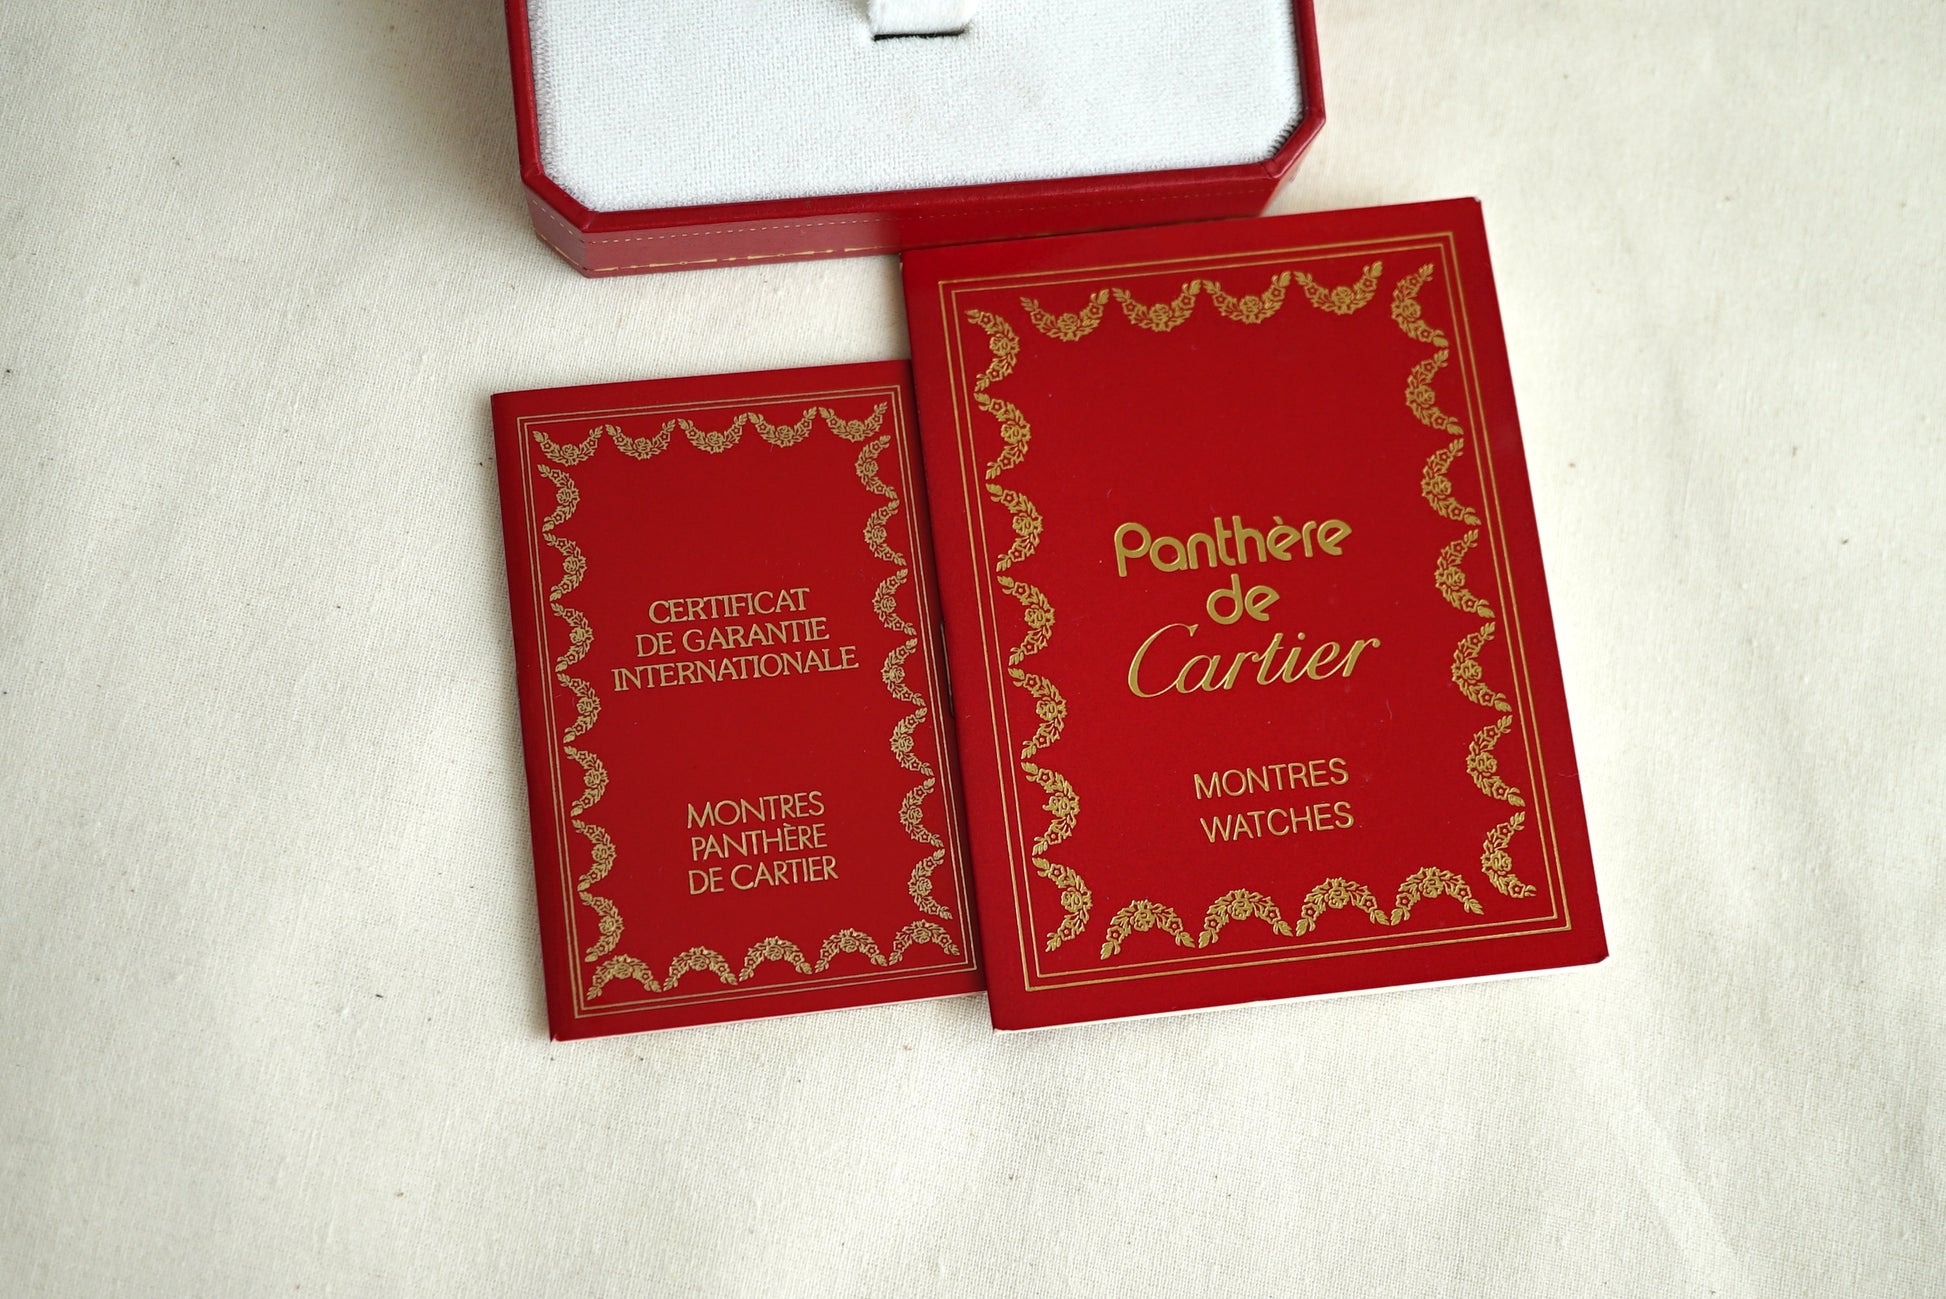 CERTIFICAT
DE GARANTIE
INTERNATIONALE
MONTRES
PANTHÈRE
DE CARTIER
Panthère
de
Cartier
MONTRES
WATCHES